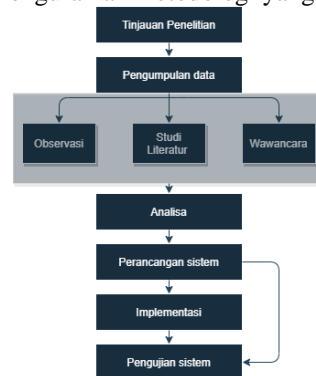 Tinjauan Penelitian
Pengumpulan data
Observasi
Studi
Literatur
Wawancara
Analisa
Perancangan sistem
Implementasi
Pengujian sistem